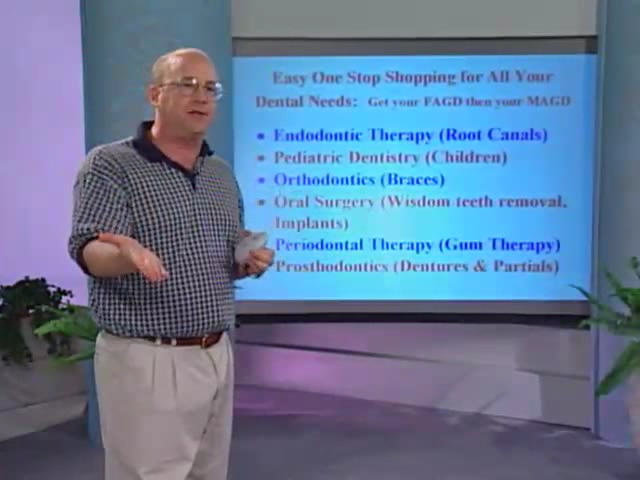 Easy One Stop Shopping for All Your
Dental Needs: Get your FAGD then your MAGD
Endodontic Therapy (Root Canals)
Pediatric Dentistry (Children)
Orthodontics (Braces)
Oral Surgery (Wisdom teeth removal,
Implants)
Periodontal Therapy (Gum Therapy)
Prosthodontics (Dentures & Partials)